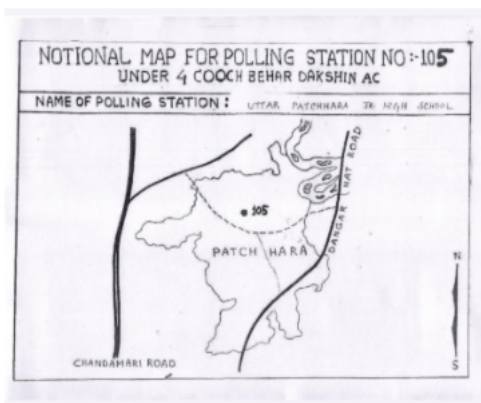 NOTIONAL MAP FOR POLLING STATION NO:-105
UNDER 4 COOCH BEHAR DAKSHIN AC
NAME OF POLLING STATION: UTTAR PATCHHARA JR HIGH SCHOOL
105
PATCH HARA
DANGAR HAT ROAD
N
S
CHANDAMARI ROAD